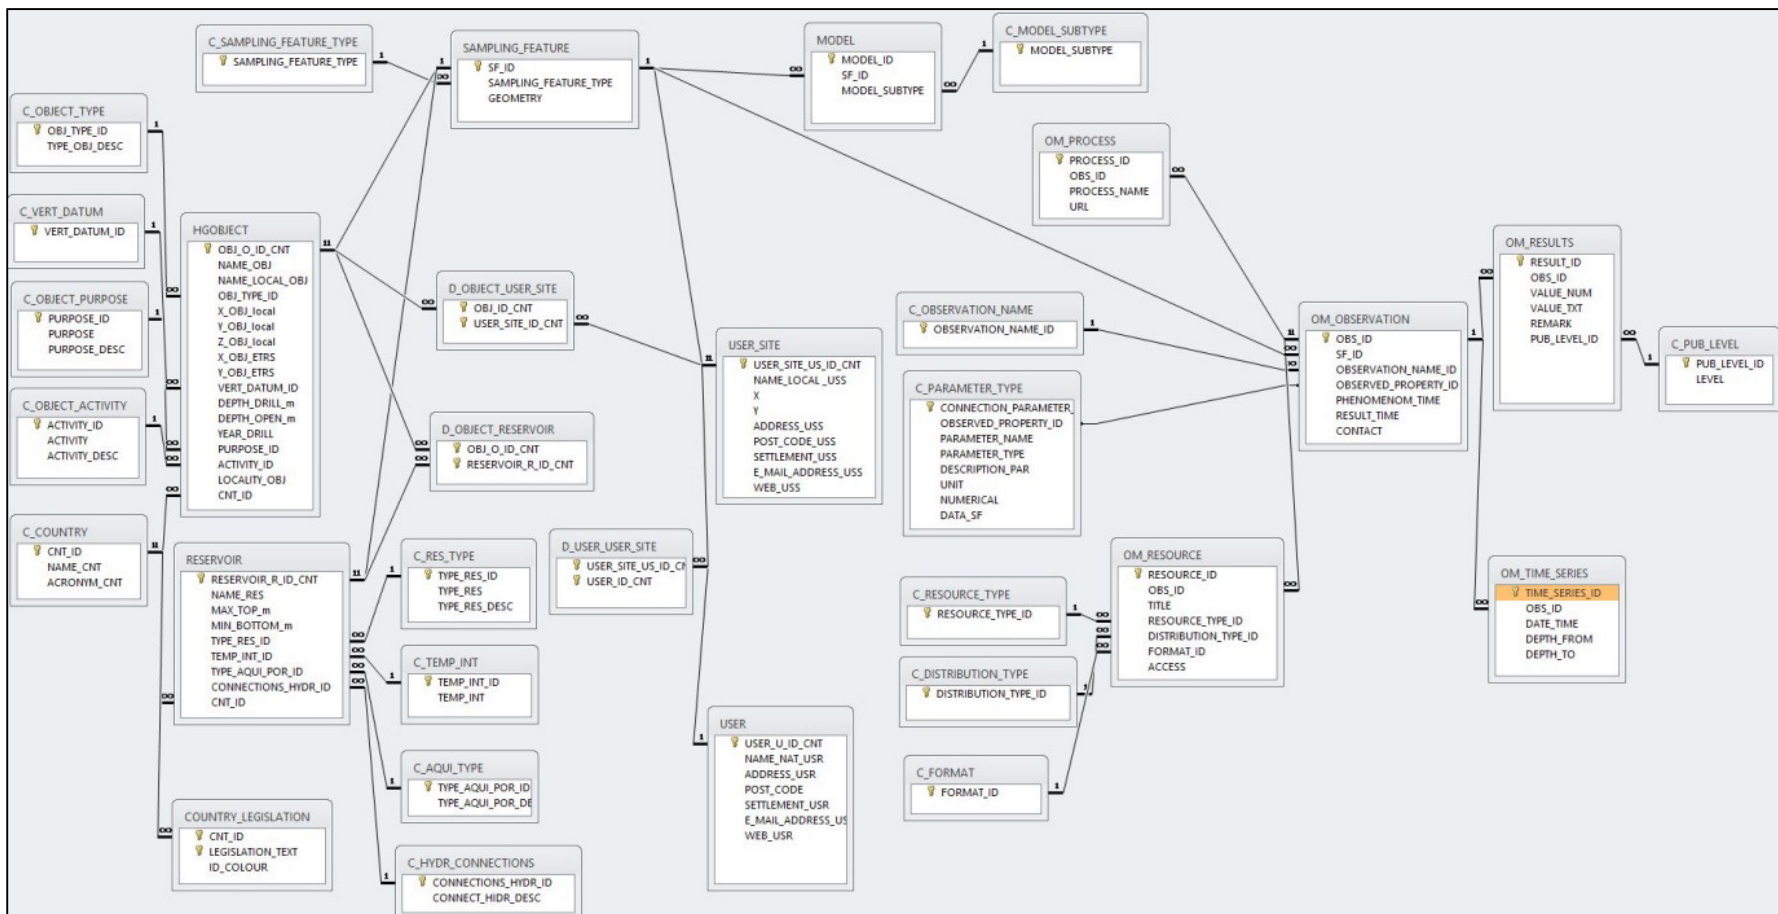 C_SAMPLING_FEATURE_TYPE
SAMPLING_FEATURE_TYPE
SAMPLING_FEATURE
SF_ID
SAMPLING_FEATURE_TYPE
GEOMETRY
MODEL
MODEL_ID
SF_ID
MODEL_SUBTYPE
C_MODEL_SUBTYPE
MODEL_SUBTYPE
C_OBJECT_TYPE
OBJ_TYPE_ID
TYPE_OBJ_DESC
C_VERT_DATUM
VERT_DATUM_ID
C_OBJECT_PURPOSE
PURPOSE_ID
PURPOSE
PURPOSE_DESC
C_OBJECT_ACTIVITY
ACTIVITY_ID
ACTIVITY
ACTIVITY_DESC
C_COUNTRY
CNT_ID
NAME_CNT
ACRONYM_CNT
HGOBJECT
OBJ_O_ID_CNT
NAME_OBJ
NAME_LOCAL_OBJ
OBJ_TYPE_ID
X_OBJ_local
Y_OBJ_local
Z_OBJ_local
X_OBJ_ETRS
Y_OBJ_ETRS
VERT_DATUM_ID
DEPTH_DRILL_m
DEPTH_OPEN_m
YEAR_DRILL
PURPOSE_ID
ACTIVITY_ID
LOCALITY_OBJ
CNT_ID
RESERVOIR
RESERVOIR_R_ID_CNT
NAME_RES
MAX_TOP_m
MIN_BOTTOM_m
TYPE_RES_ID
TEMP_INT_ID
TYPE_AQUI_POR_ID
CONNECTIONS_HYDR_ID
CNT_ID
COUNTRY_LEGISLATION
CNT_ID
LEGISLATION_TEXT
ID_COLOUR
D_OBJECT_USER_SITE
OBJ_ID_CNT
USER_SITE_ID_CNT
D_OBJECT_RESERVOIR
OBJ_O_ID_CNT
RESERVOIR_R_ID_CNT
C_RES_TYPE
TYPE_RES_ID
TYPE_RES
TYPE_RES_DESC
C_TEMP_INT
TEMP_INT_ID
TEMP_INT
C_AQUI_TYPE
TYPE_AQUI_POR_ID
TYPE_AQUI_POR_DE
C_HYDR_CONNECTIONS
CONNECTIONS_HYDR_ID
CONNECT_HIDR_DESC
D_USER_USER_SITE
USER_SITE_US_ID_CN
USER_ID_CNT
USER_SITE
USER_SITE_US_ID_CNT
NAME_LOCAL _USS
X
Y
ADDRESS_USS
POST_CODE_USS
SETTLEMENT_USS
E_MAIL_ADDRESS_USS
WEB_USS
USER
USER_U_ID_CNT
NAME_NAT_USR
ADDRESS_USR
POST_CODE
SETTLEMENT_USR
E_MAIL_ADDRESS_US
WEB_USR
OM_PROCESS
PROCESS_ID
OBS_ID
PROCESS_NAME
URL
C_OBSERVATION_NAME
OBSERVATION_NAME_ID
C_PARAMETER_TYPE
CONNECTION_PARAMETER_
OBSERVED_PROPERTY_ID
PARAMETER_NAME
PARAMETER_TYPE
DESCRIPTION_PAR
UNIT
NUMERICAL
DATA_SF
C_RESOURCE_TYPE
RESOURCE_TYPE_ID
C_DISTRIBUTION_TYPE
DISTRIBUTION_TYPE_ID
C_FORMAT
FORMAT_ID
OM_RESOURCE
RESOURCE_ID
OBS_ID
TITLE
RESOURCE_TYPE_ID
DISTRIBUTION_TYPE_ID
FORMAT_ID
ACCESS
OM_OBSERVATION
OBS_ID
SF_ID
OBSERVATION_NAME_ID
OBSERVED_PROPERTY_ID
PHENOMENOM_TIME
RESULT_TIME
CONTACT
OM_RESULTS
RESULT_ID
OBS_ID
VALUE_NUM
VALUE_TXT
REMARK
PUB_LEVEL_ID
C_PUB_LEVEL
PUB_LEVEL_ID
LEVEL
OM_TIME_SERIES
TIME_SERIES_ID
OBS_ID
DATE_TIME
DEPTH_FROM
DEPTH_TO